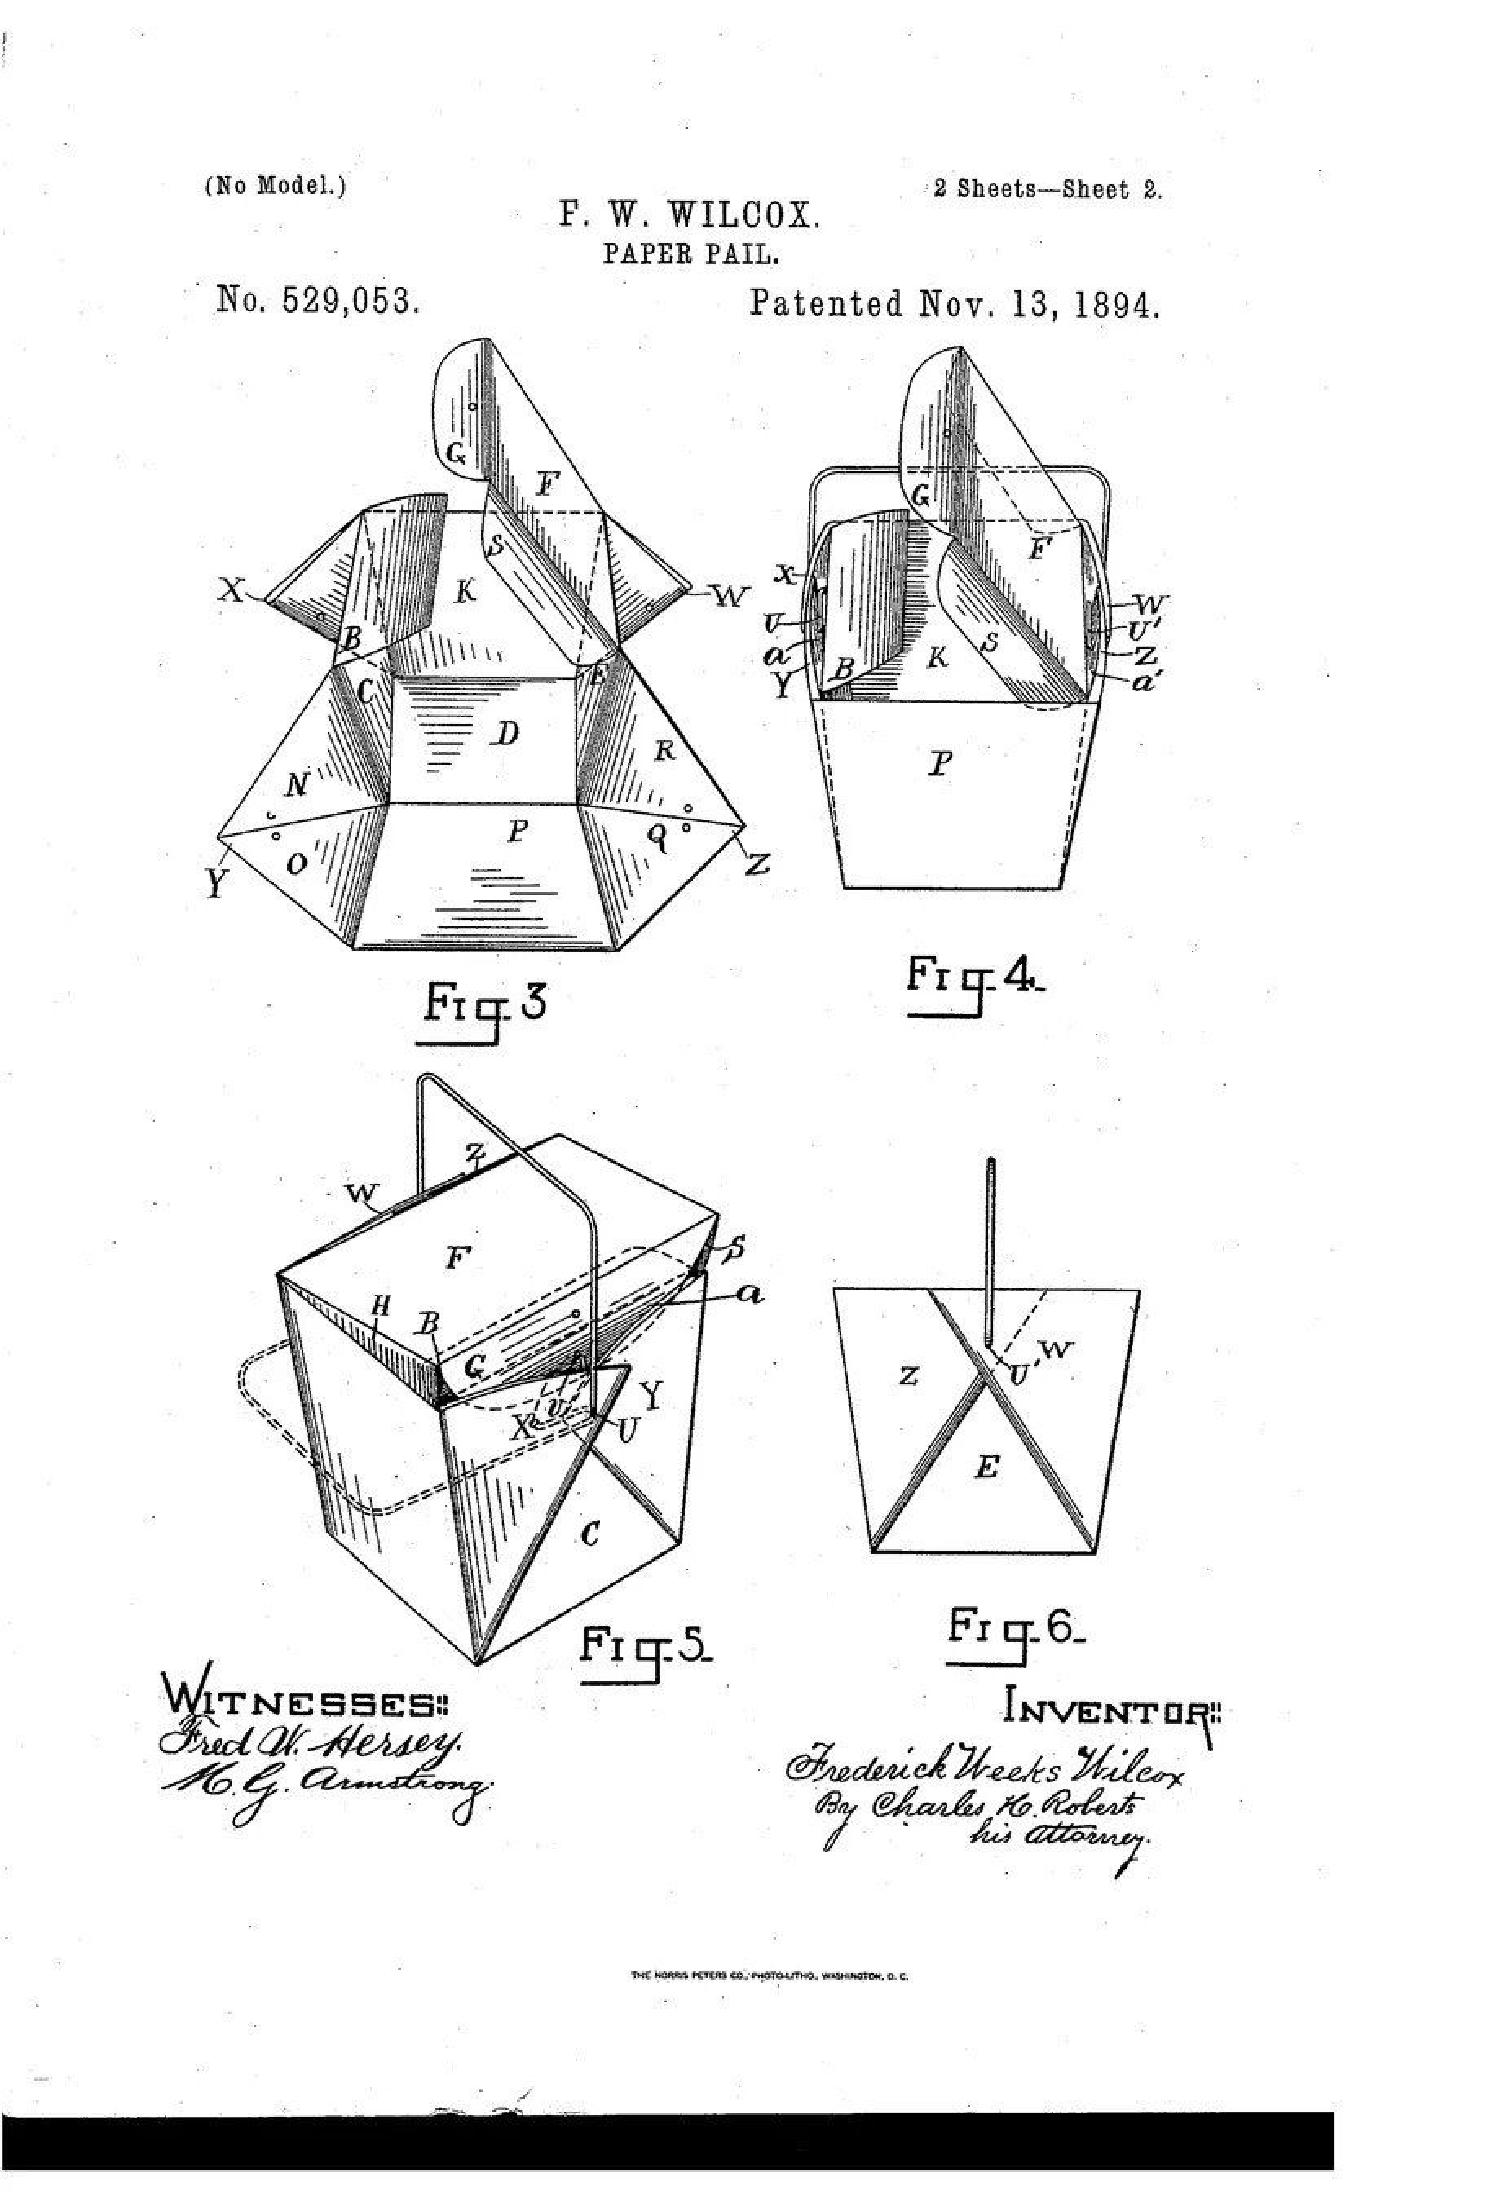 (No Model.)
2 Sheets—Sheet 2.
F. W. WILCOX.
PAPER PAIL.
No. 529,053.
Patented Nov. 13, 1894.
G
F
S
X
K
W
B
C
E
D
N
R
P
O
Q
Y
Z
Fig. 3
G
F
X
W
U
U'
a
S
Z
K
B
Y
a'
P
Fig. 4.
Z
W
F
S
H
B
a
G
Y
X
U
U
C
Fig. 5.
W
Z
U'
E
Fig. 6.
WITNESSES:
Fred W. Hersey.
M. G. Armstrong.
INVENTOR:
Frederick Weeks Wilcox
By Charles H. Roberts
his attorney.
THE NORRIS PETERS CO., PHOTO-LITHO., WASHINGTON, D. C.